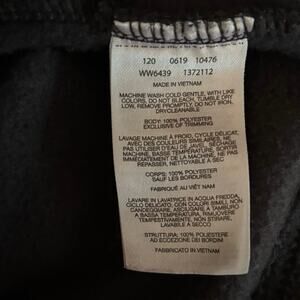 120 0619 10476
WW6439 1372112
MADE IN VIETNAM
MACHINE WASH COLD GENTLE, WITH LIKE
COLORS, DO NOT BLEACH, TUMBLE DRY
LOW, REMOVE PROMPTLY, DO NOT IRON,
DRYCLEANABLE
BODY: 100% POLYESTER
EXCLUSIVE OF TRIMMING
LAVAGE MACHINE À FROID, CYCLE DÉLICAT,
AVEC DES COULEURS SIMILAIRES, NE
PAS UTILISER D'EAU DE JAVEL, SÉCHAGE
MACHINE, BASSE TEMPÉRATURE, SORTIR
IMMÉDIATEMENT DE LA MACHINE, NE PAS
REPASSER, NETTOYABLE A SEC
CORPS: 100% POLYESTER
SAUF LES BORDURES
FABRIQUÉ AU VIÊT NAM
LAVARE IN LAVATRICE IN ACQUA FREDDA,
CICLO DELICATO, CON COLORI SIMILI, NON
CANDEGGIARE, ASCIUGARE A TAMBURO
A BASSA TEMPERATURA, RIMUOVERE
TEMPESTIVAMENTE, NON STIRARE,
LAVABILE A SECCO
STRUTTURA: 100% POLIESTERE
AD ECCEZIONE DEI BORDINI
FABBRICATO IN VIETNAM